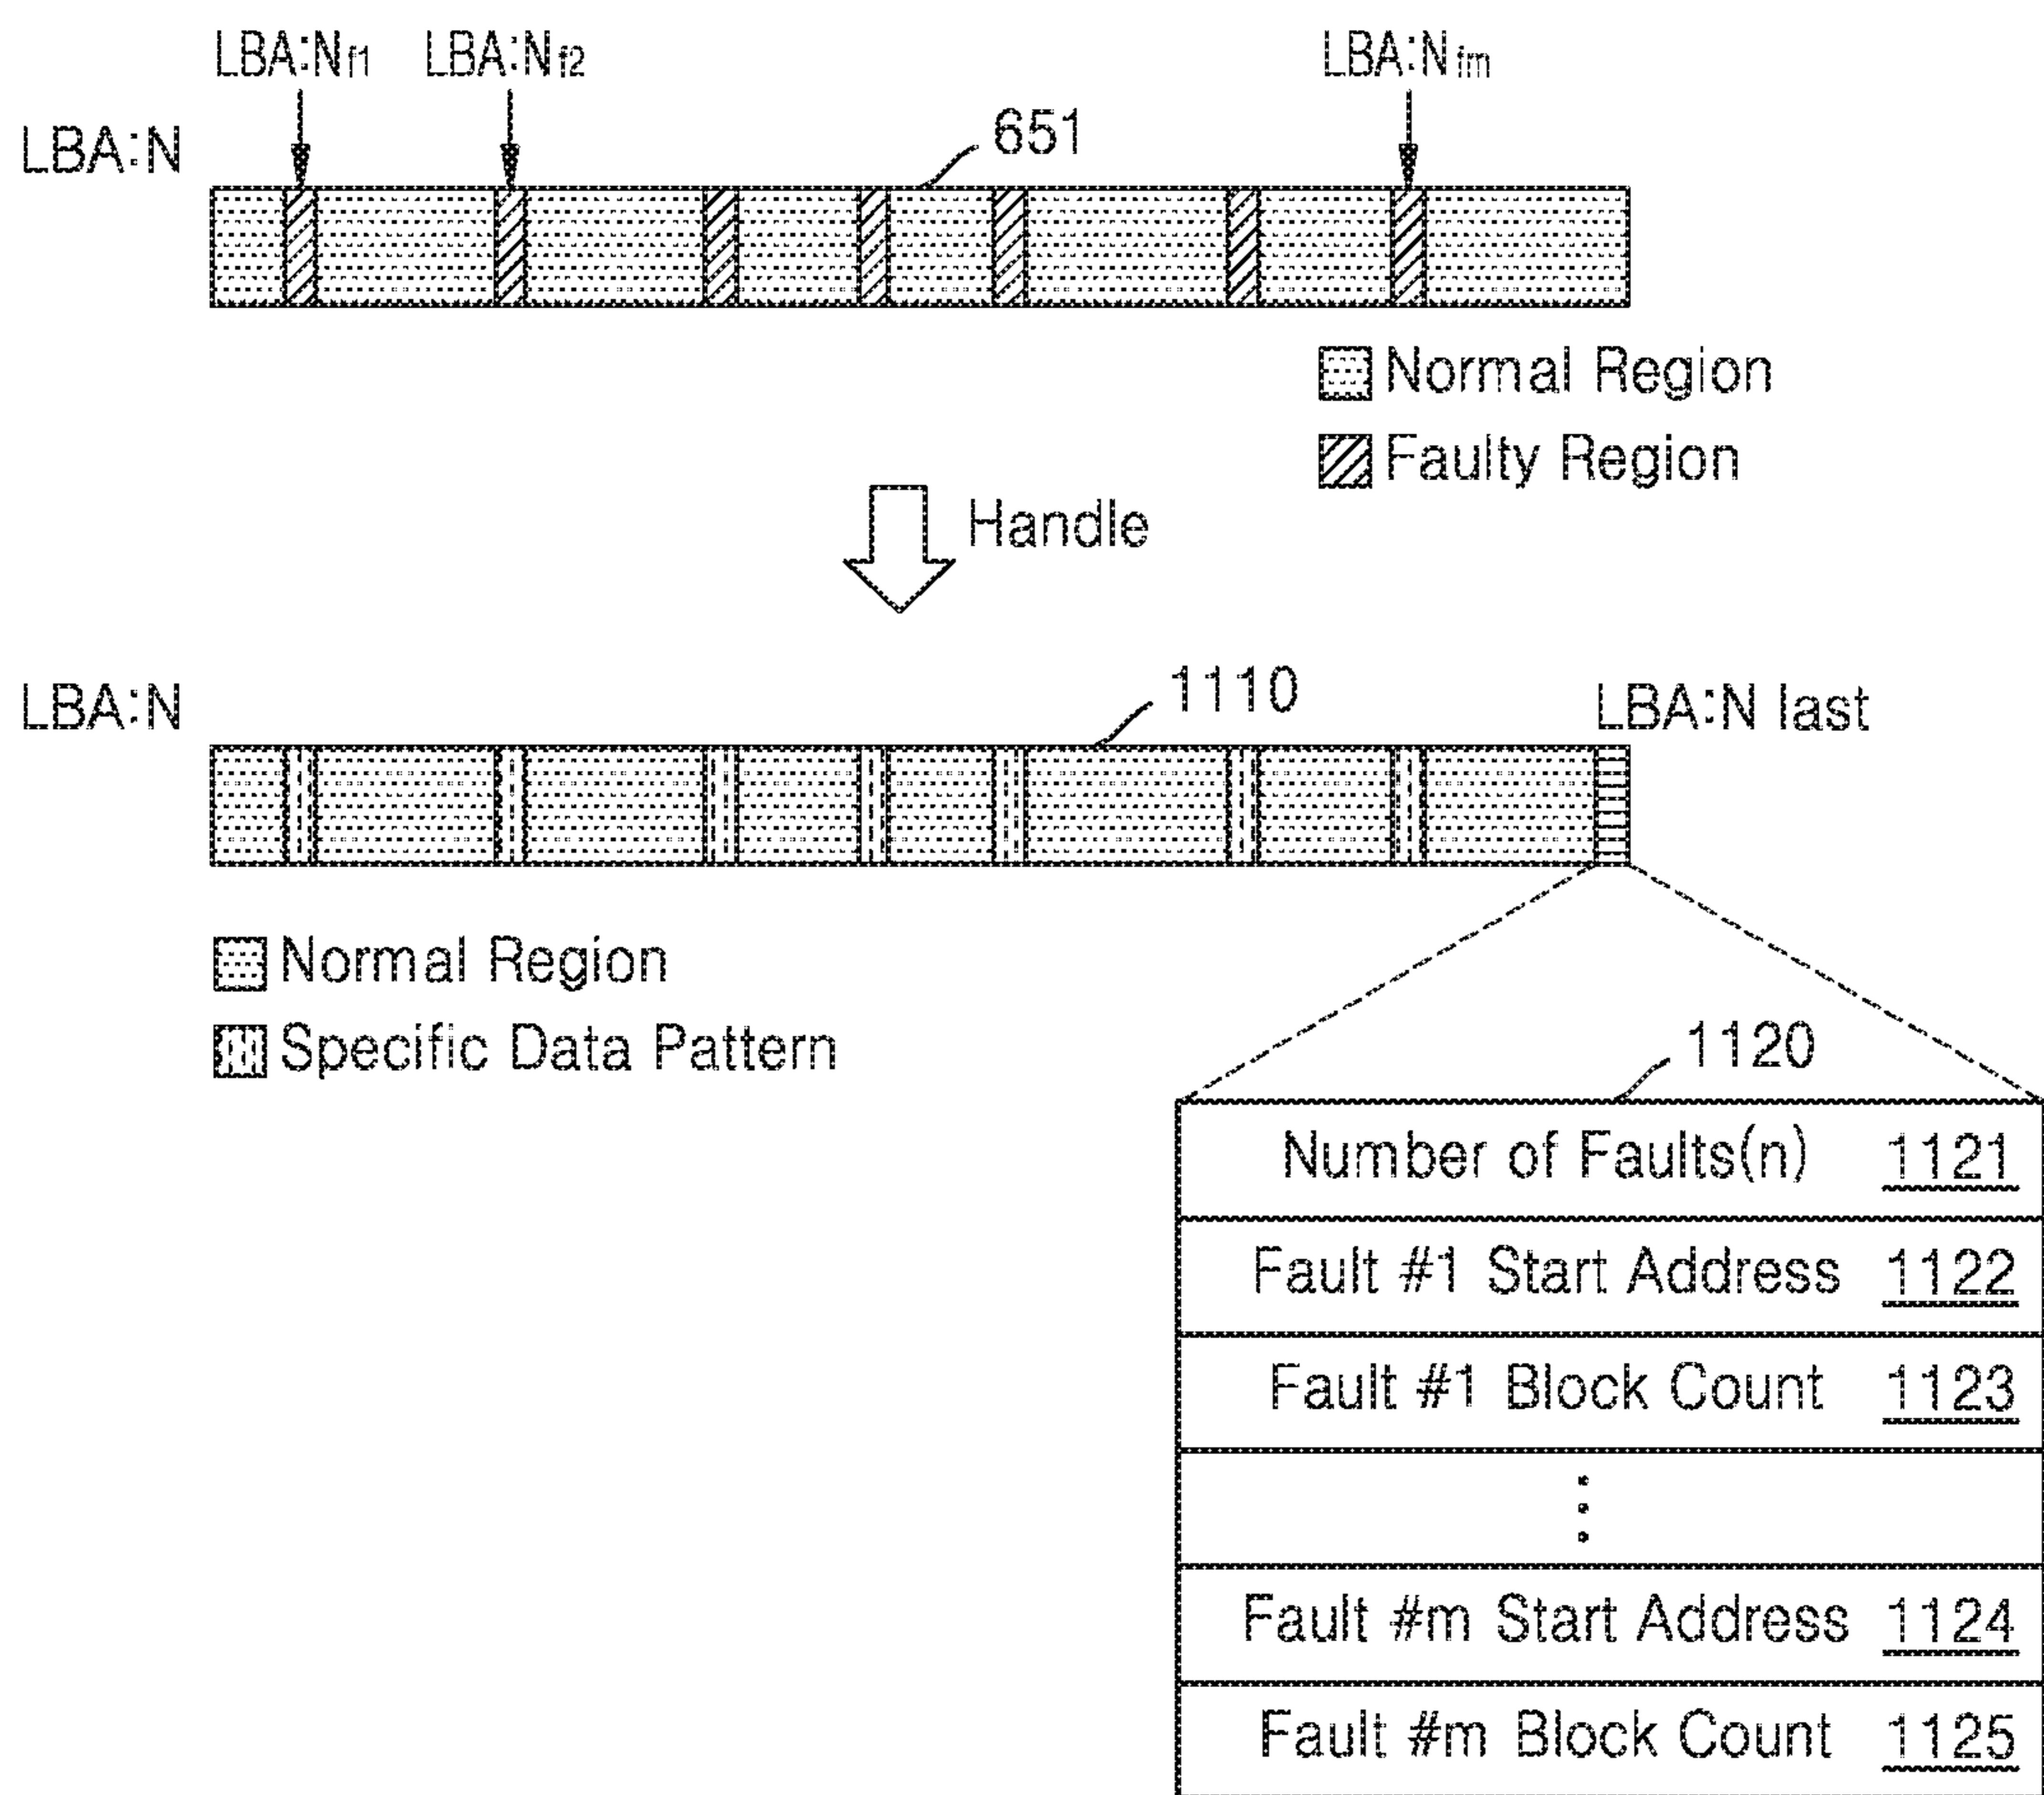 LBA:Nf1 LBA:Nf2 LBA:Nfm
LBA:N
651
Normal Region
Faulty Region
Handle
LBA:N
1110
LBA:N last
Normal Region
Specific Data Pattern
1120
Number of Faults(n) 1121
Fault #1 Start Address 1122
Fault #1 Block Count 1123
⋮
Fault #m Start Address 1124
Fault #m Block Count 1125